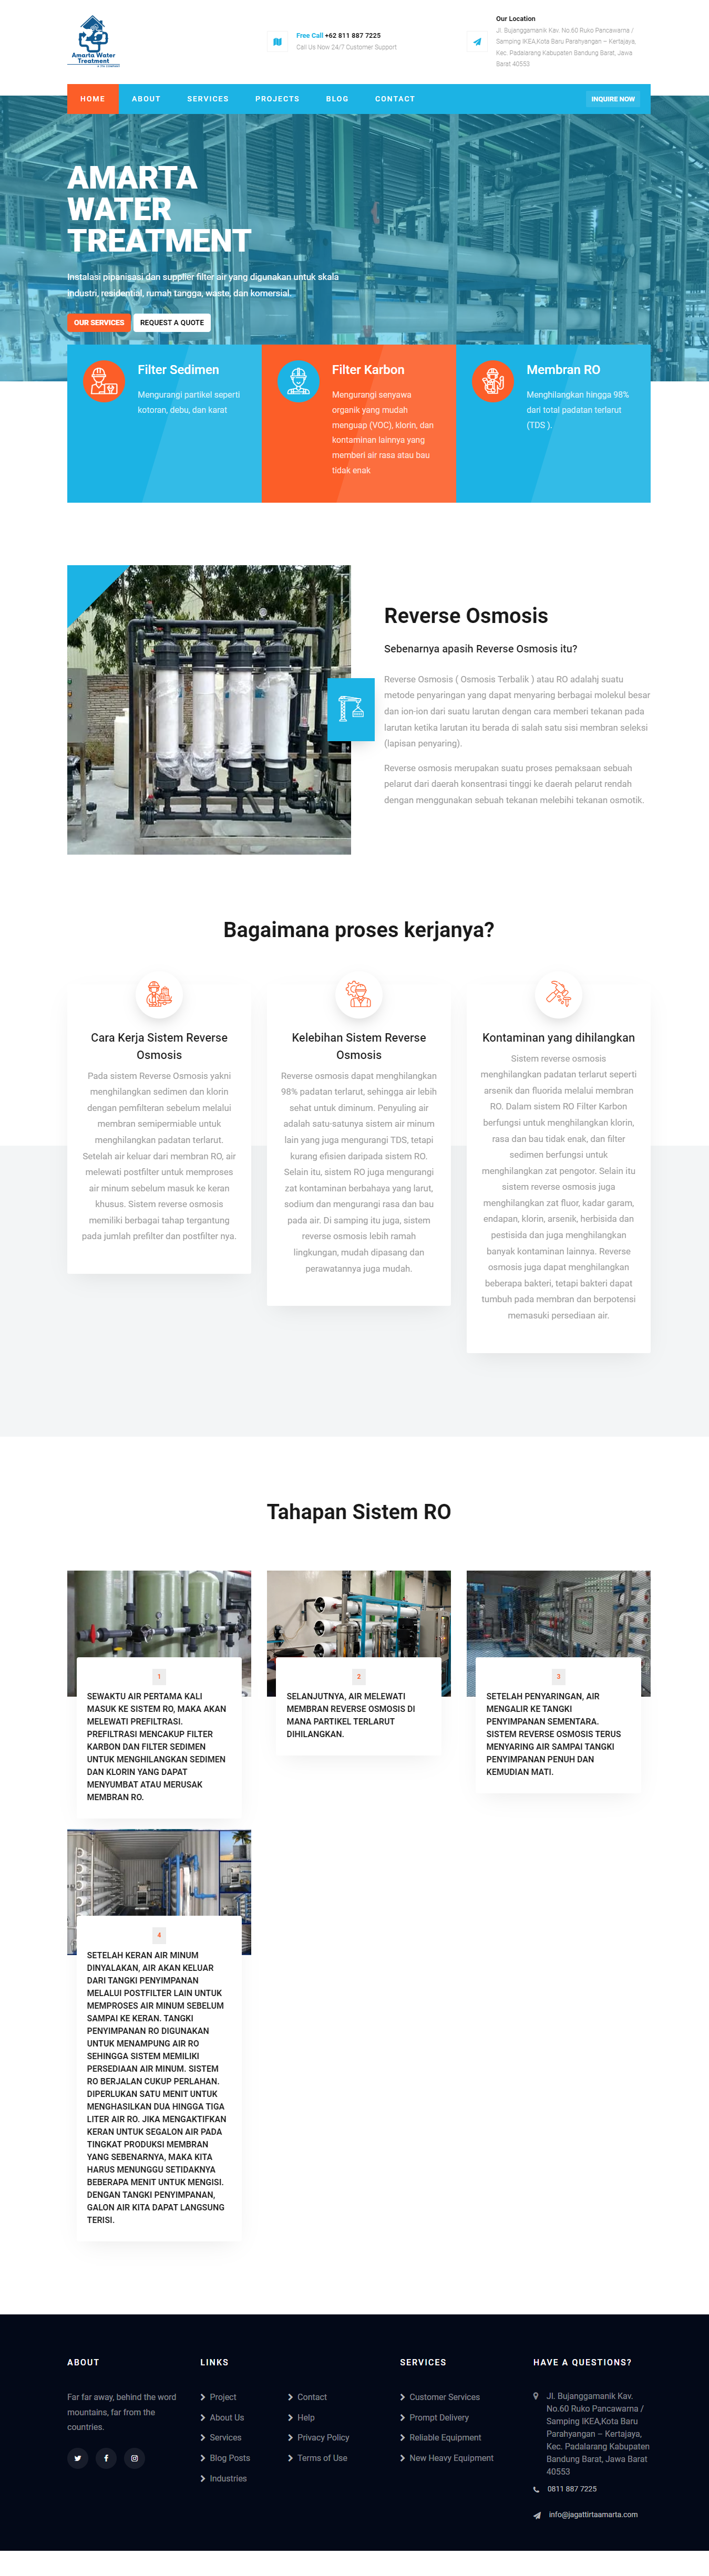 Amarta Water
Treatment
Free Call +62 811 887 7225
Call Us Now 24/7 Customer Support
Our Location
Jl. Bujanggamanik Kav. No.60 Ruko Pancawarna /
Samping IKEA,Kota Baru Parahyangan – Kertajaya,
Kec. Padalarang Kabupaten Bandung Barat, Jawa
Barat 40553
HOME
ABOUT
SERVICES
PROJECTS
BLOG
CONTACT
INQUIRE NOW
AMARTA
WATER
TREATMENT
Instalasi pipanisasi dan supplier filter air yang digunakan untuk skala
industri, residential, rumah tangga, waste, dan komersial.
OUR SERVICES
REQUEST A QUOTE
Filter Sedimen
Mengurangi partikel seperti
kotoran, debu, dan karat
Filter Karbon
Mengurangi senyawa
organik yang mudah
menguap (VOC), klorin, dan
kontaminan lainnya yang
memberi air rasa atau bau
tidak enak
Membran RO
Menghilangkan hingga 98%
dari total padatan terlarut
(TDS ).
Reverse Osmosis
Sebenarnya apasih Reverse Osmosis itu?
Reverse Osmosis ( Osmosis Terbalik ) atau RO adalahj suatu
metode penyaringan yang dapat menyaring berbagai molekul besar
dan ion-ion dari suatu larutan dengan cara memberi tekanan pada
larutan ketika larutan itu berada di salah satu sisi membran seleksi
(lapisan penyaring).
Reverse osmosis merupakan suatu proses pemaksaan sebuah
pelarut dari daerah konsentrasi tinggi ke daerah pelarut rendah
dengan menggunakan sebuah tekanan melebihi tekanan osmotik.
Bagaimana proses kerjanya?
Cara Kerja Sistem Reverse
Osmosis
Pada sistem Reverse Osmosis yakni
menghilangkan sedimen dan klorin
dengan pemfilteran sebelum melalui
membran semipermiable untuk
menghilangkan padatan terlarut.
Setelah air keluar dari membran RO, air
melewati postfilter untuk memproses
air minum sebelum masuk ke keran
khusus. Sistem reverse osmosis
memiliki berbagai tahap tergantung
pada jumlah prefilter dan postfilter nya.
Kelebihan Sistem Reverse
Osmosis
Reverse osmosis dapat menghilangkan
98% padatan terlarut, sehingga air lebih
sehat untuk diminum. Penyuling air
adalah satu-satunya sistem air minum
lain yang juga mengurangi TDS, tetapi
kurang efisien daripada sistem RO.
Selain itu, sistem RO juga mengurangi
zat kontaminan berbahaya yang larut,
sodium dan mengurangi rasa dan bau
pada air. Di samping itu juga, sistem
reverse osmosis lebih ramah
lingkungan, mudah dipasang dan
perawatannya juga mudah.
Kontaminan yang dihilangkan
Sistem reverse osmosis
menghilangkan padatan terlarut seperti
arsenik dan fluorida melalui membran
RO. Dalam sistem RO Filter Karbon
berfungsi untuk menghilangkan klorin,
rasa dan bau tidak enak, dan filter
sedimen berfungsi untuk
menghilangkan zat pengotor. Selain itu
sistem reverse osmosis juga
menghilangkan zat fluor, kadar garam,
endapan, klorin, arsenik, herbisida dan
pestisida dan juga menghilangkan
banyak kontaminan lainnya. Reverse
osmosis juga dapat menghilangkan
beberapa bakteri, tetapi bakteri dapat
tumbuh pada membran dan berpotensi
memasuki persediaan air.
Tahapan Sistem RO
1
SEWAKTU AIR PERTAMA KALI
MASUK KE SISTEM RO, MAKA AKAN
MELEWATI PREFILTRASI.
PREFILTRASI MENCAKUP FILTER
KARBON DAN FILTER SEDIMEN
UNTUK MENGHILANGKAN SEDIMEN
DAN KLORIN YANG DAPAT
MENYUMBAT ATAU MERUSAK
MEMBRAN RO.
2
SELANJUTNYA, AIR MELEWATI
MEMBRAN REVERSE OSMOSIS DI
MANA PARTIKEL TERLARUT
DIHILANGKAN.
3
SETELAH PENYARINGAN, AIR
MENGALIR KE TANGKI
PENYIMPANAN SEMENTARA.
SISTEM REVERSE OSMOSIS TERUS
MENYARING AIR SAMPAI TANGKI
PENYIMPANAN PENUH DAN
KEMUDIAN MATI.
4
SETELAH KERAN AIR MINUM
DINYALAKAN, AIR AKAN KELUAR
DARI TANGKI PENYIMPANAN
MELALUI POSTFILTER LAIN UNTUK
MEMPROSES AIR MINUM SEBELUM
SAMPAI KE KERAN. TANGKI
PENYIMPANAN RO DIGUNAKAN
UNTUK MENAMPUNG AIR RO
SEHINGGA SISTEM MEMILIKI
PERSEDIAAN AIR MINUM. SISTEM
RO BERJALAN CUKUP PERLAHAN.
DIPERLUKAN SATU MENIT UNTUK
MENGHASILKAN DUA HINGGA TIGA
LITER AIR RO. JIKA MENGAKTIFKAN
KERAN UNTUK SEGALON AIR PADA
TINGKAT PRODUKSI MEMBRAN
YANG SEBENARNYA, MAKA KITA
HARUS MENUNGGU SETIDAKNYA
BEBERAPA MENIT UNTUK MENGISI.
DENGAN TANGKI PENYIMPANAN,
GALON AIR KITA DAPAT LANGSUNG
TERISI.
ABOUT
Far far away, behind the word
mountains, far from the
countries.
LINKS
Project
About Us
Services
Blog Posts
Industries
Contact
Help
Privacy Policy
Terms of Use
SERVICES
Customer Services
Prompt Delivery
Reliable Equipment
New Heavy Equipment
HAVE A QUESTIONS?
Jl. Bujanggamanik Kav.
No.60 Ruko Pancawarna /
Samping IKEA,Kota Baru
Parahyangan – Kertajaya,
Kec. Padalarang Kabupaten
Bandung Barat, Jawa Barat
40553
0811 887 7225
info@jagattirtaamarta.com